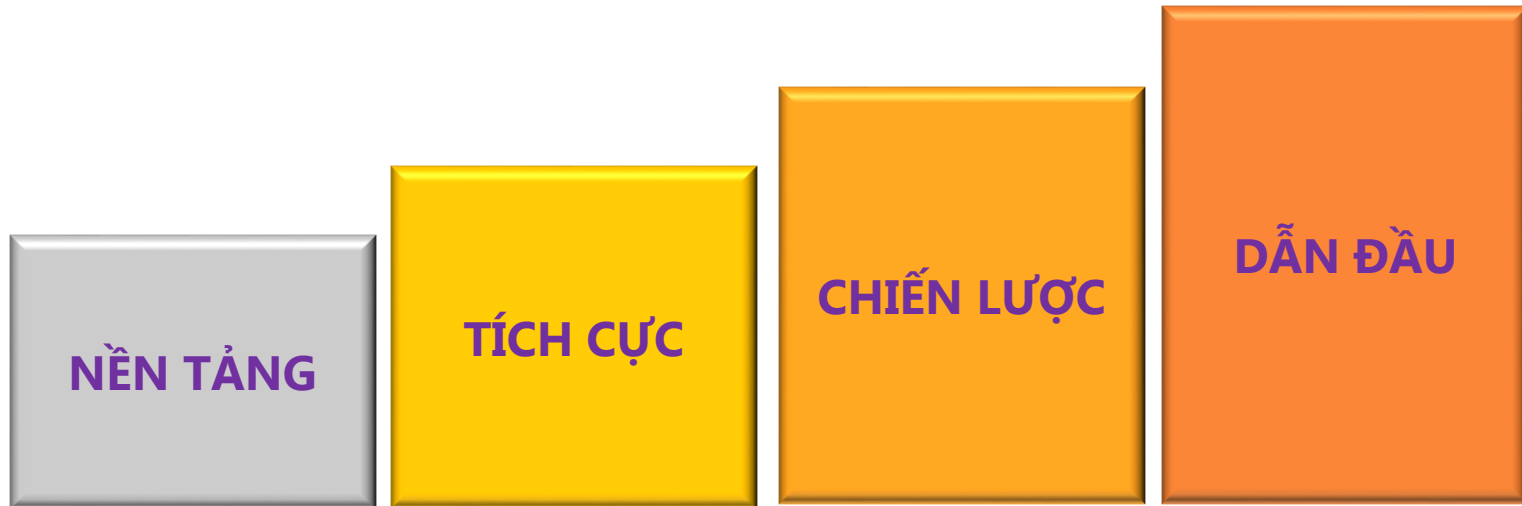 NỀN TẢNG
TÍCH CỰC
CHIẾN LƯỢC
DẪN ĐẦU